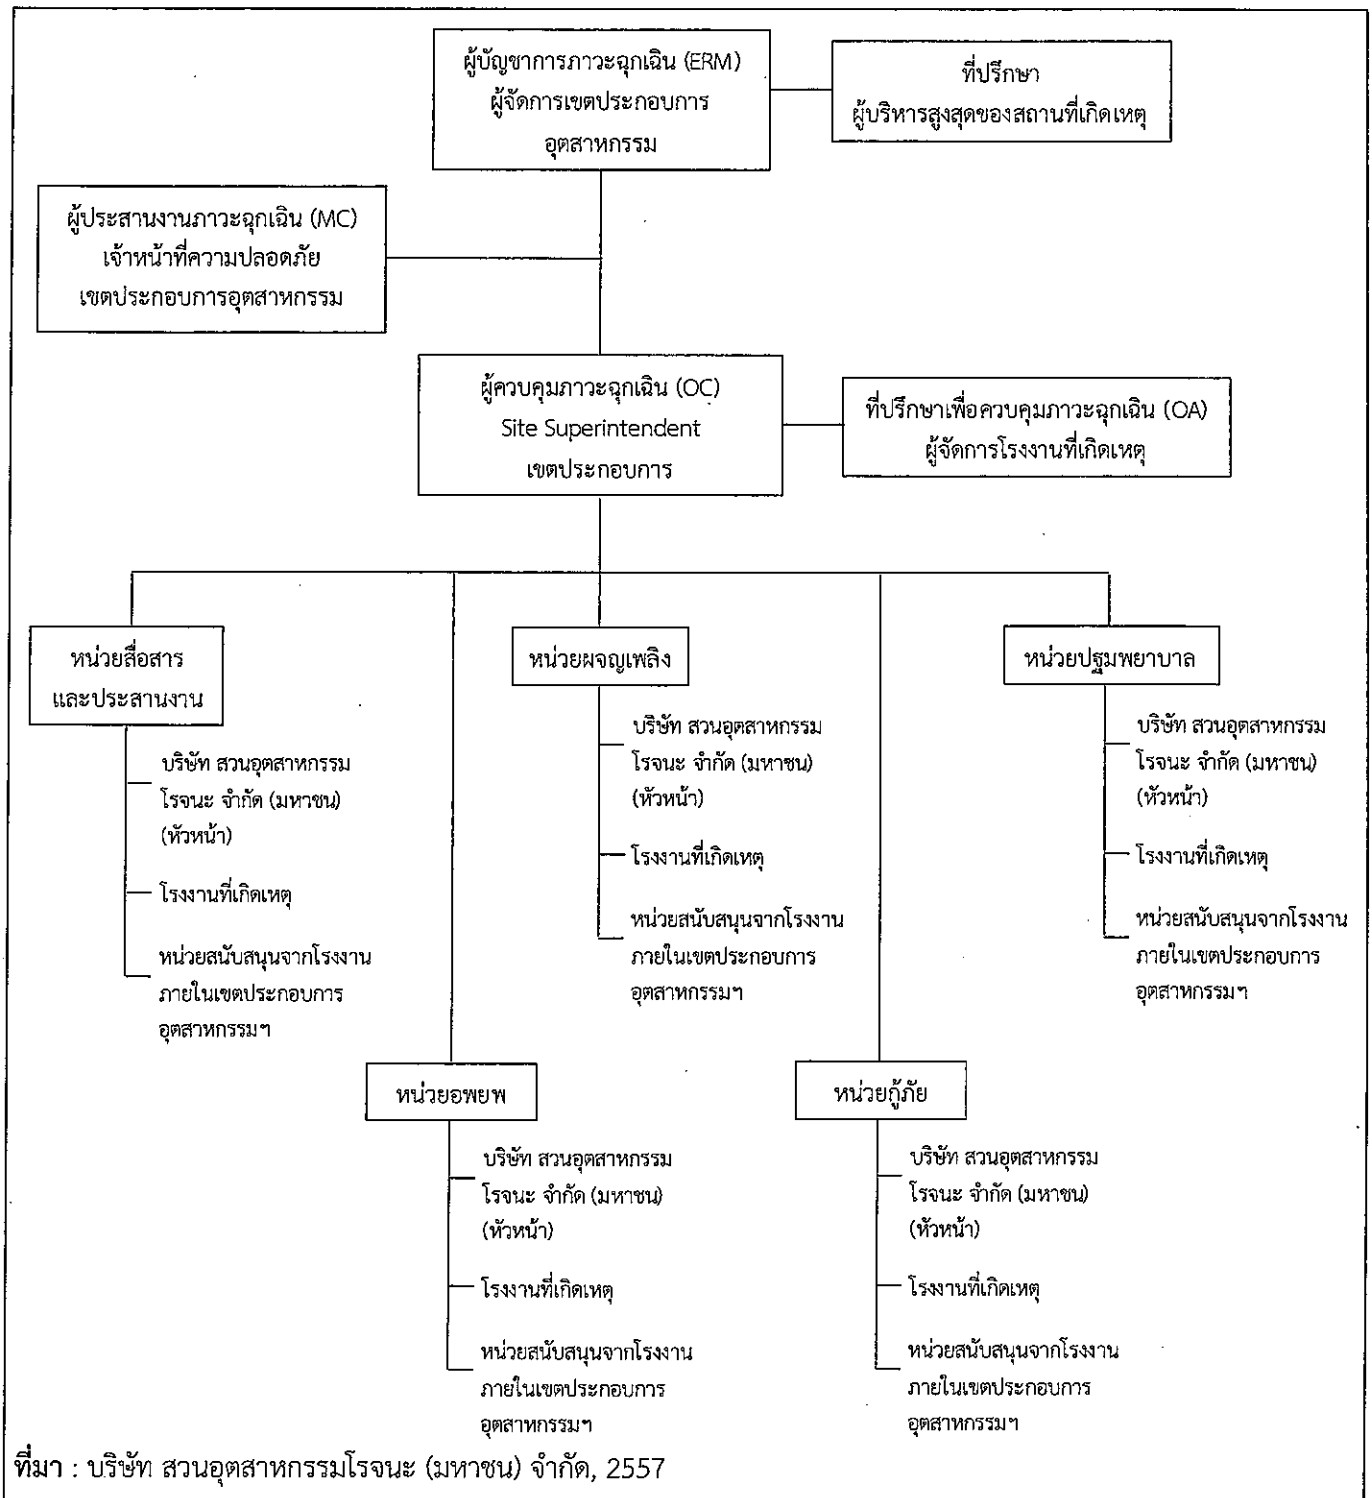 ผู้บัญชาการภาวะฉุกเฉิน (ERM)
ผู้จัดการเขตประกอบการ
อุตสาหกรรม
ที่ปรึกษา
ผู้บริหารสูงสุดของสถานที่เกิดเหตุ
ผู้ประสานงานภาวะฉุกเฉิน (MC)
เจ้าหน้าที่ความปลอดภัย
เขตประกอบการอุตสาหกรรม
ผู้ควบคุมภาวะฉุกเฉิน (OC)
Site Superintendent
เขตประกอบการ
ที่ปรึกษาเพื่อควบคุมภาวะฉุกเฉิน (OA)
ผู้จัดการโรงงานที่เกิดเหตุ
หน่วยสื่อสาร
และประสานงาน
บริษัท สวนอุตสาหกรรม
โรจนะ จำกัด (มหาชน)
(หัวหน้า)
โรงงานที่เกิดเหตุ
หน่วยสนับสนุนจากโรงงาน
ภายในเขตประกอบการ
อุตสาหกรรมฯ
หน่วยผจญเพลิง
บริษัท สวนอุตสาหกรรม
โรจนะ จำกัด (มหาชน)
(หัวหน้า)
โรงงานที่เกิดเหตุ
หน่วยสนับสนุนจากโรงงาน
ภายในเขตประกอบการ
อุตสาหกรรมฯ
หน่วยปฐมพยาบาล
บริษัท สวนอุตสาหกรรม
โรจนะ จำกัด (มหาชน)
(หัวหน้า)
โรงงานที่เกิดเหตุ
หน่วยสนับสนุนจากโรงงาน
ภายในเขตประกอบการ
อุตสาหกรรมฯ
หน่วยอพยพ
บริษัท สวนอุตสาหกรรม
โรจนะ จำกัด (มหาชน)
(หัวหน้า)
โรงงานที่เกิดเหตุ
หน่วยสนับสนุนจากโรงงาน
ภายในเขตประกอบการ
อุตสาหกรรมฯ
หน่วยกู้ภัย
บริษัท สวนอุตสาหกรรม
โรจนะ จำกัด (มหาชน)
(หัวหน้า)
โรงงานที่เกิดเหตุ
หน่วยสนับสนุนจากโรงงาน
ภายในเขตประกอบการ
อุตสาหกรรมฯ
ที่มา : บริษัท สวนอุตสาหกรรมโรจนะ (มหาชน) จำกัด, 2557